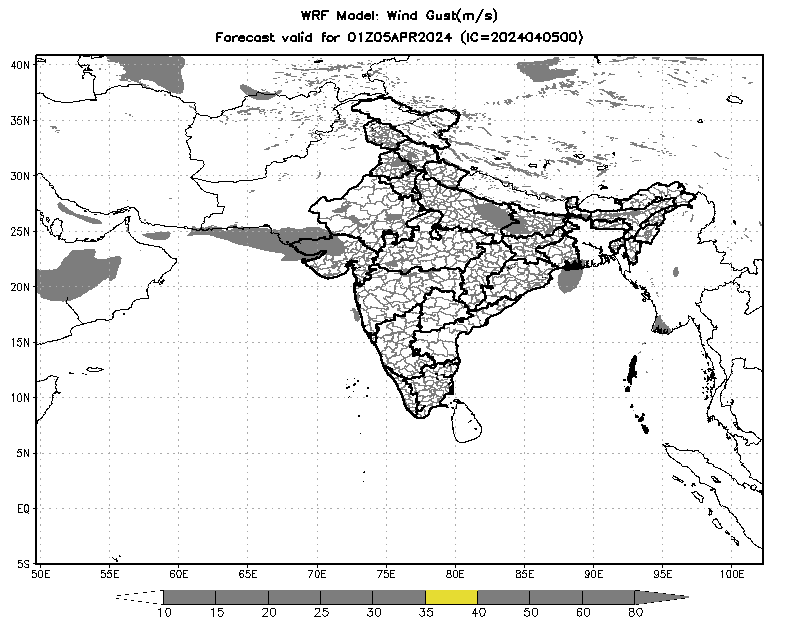 WRF Model: Wind Gust(m/s)
Forecast valid for 01Z05APR2024 (IC=2024040500)
40N
35N
30N
25N
20N
15N
10N
5N
EQ
5S
50E 55E 60E 65E 70E 75E 80E 85E 90E 95E 100E
10 15 20 25 30 35 40 50 60 80